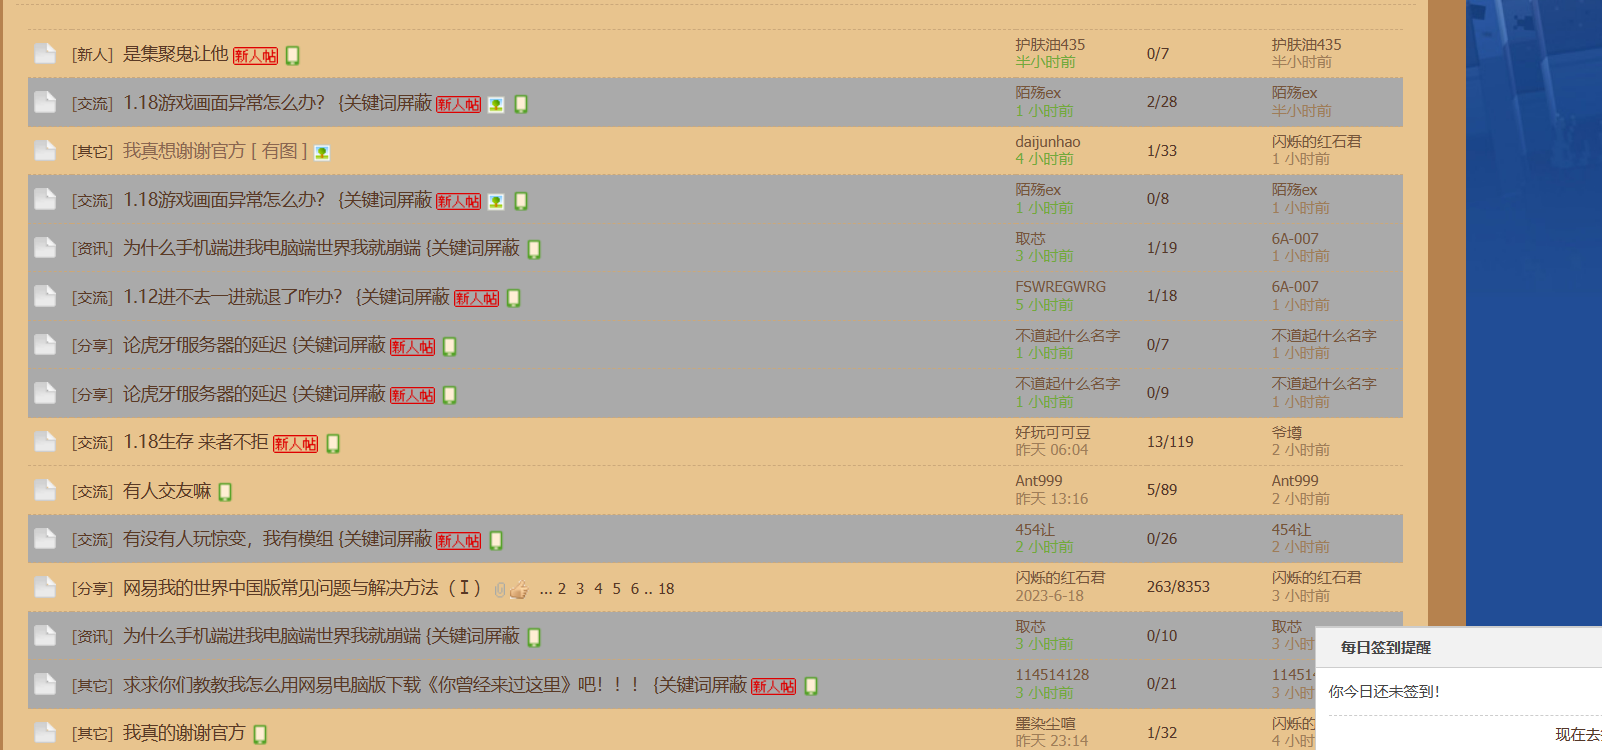 [新人] 是集聚鬼让他 新人帖 护肤油435 0/7 护肤油435
半小时前 半小时前
[交流] 1.18游戏画面异常怎么办？ {关键词屏蔽 新人帖 陌殇ex 2/28 陌殇ex
1 小时前 半小时前
[其它] 我真想谢谢官方 [ 有图 ] daijunhao 1/33 闪烁的红石君
4 小时前 1 小时前
[交流] 1.18游戏画面异常怎么办？ {关键词屏蔽 新人帖 陌殇ex 0/8 陌殇ex
1 小时前 1 小时前
[资讯] 为什么手机端进我电脑端世界我就崩端 {关键词屏蔽 取芯 1/19 6A-007
3 小时前 1 小时前
[交流] 1.12进不去一进就退了咋办？ {关键词屏蔽 新人帖 FSWREGWRG 1/18 6A-007
5 小时前 1 小时前
[分享] 论虎牙f服务器的延迟 {关键词屏蔽 新人帖 不道起什么名字 0/7 不道起什么名字
1 小时前 1 小时前
[分享] 论虎牙f服务器的延迟 {关键词屏蔽 新人帖 不道起什么名字 0/9 不道起什么名字
1 小时前 1 小时前
[交流] 1.18生存 来者不拒 新人帖 好玩可可豆 13/119 爷墫
昨天 06:04 2 小时前
[交流] 有人交友嘛 Ant999 5/89 Ant999
昨天 13:16 2 小时前
[交流] 有没有人玩惊变，我有模组 {关键词屏蔽 新人帖 454让 0/26 454让
2 小时前 2 小时前
[分享] 网易我的世界中国版常见问题与解决方法（Ⅰ） ... 2 3 4 5 6 .. 18 闪烁的红石君 263/8353 闪烁的红石君
2023-6-18 3 小时前
[资讯] 为什么手机端进我电脑端世界我就崩端 {关键词屏蔽 取芯 0/10 取芯
3 小时前 3 小时
[其它] 求求你们教教我怎么用网易电脑版下载《你曾经来过这里》吧！！！ {关键词屏蔽 新人帖 114514128 0/21 11451
3 小时前 3 小时
[其它] 我真的谢谢官方 墨染尘喧 1/32 闪烁的
昨天 23:14 4 小时
每日签到提醒
你今日还未签到！
现在去